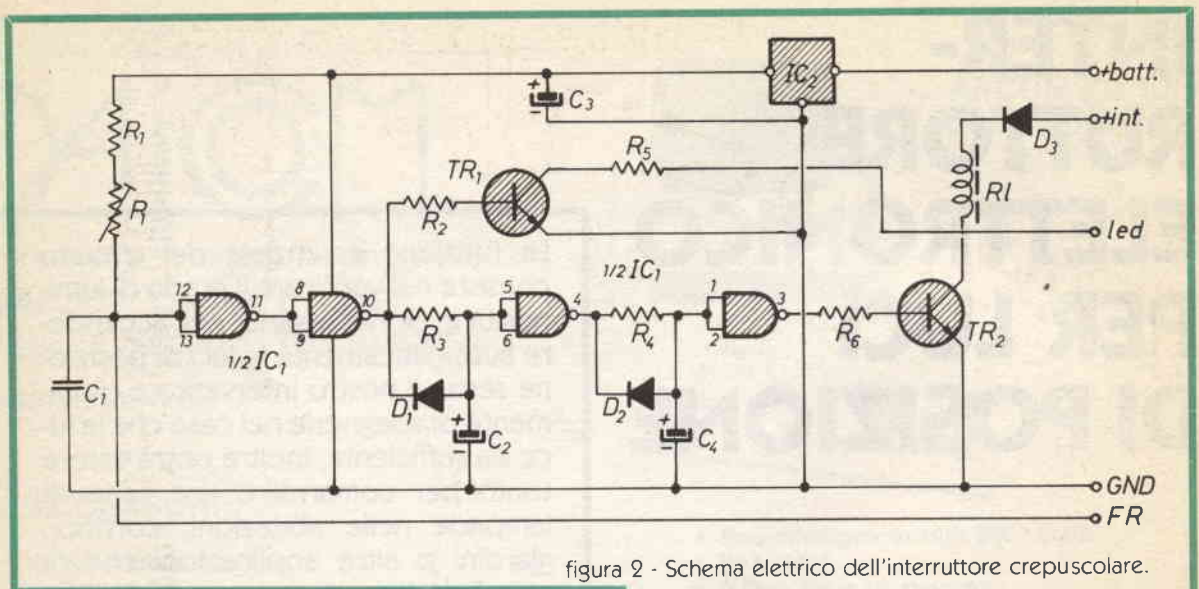 IC2
+batt.
C3
+
-
+int.
D3
R1
R5
TR1
Rl
R
R2
led
1/2 IC1
12
13
11
8
9
10
R3
5
6
4
R4
1
2
3
R6
TR2
1/2 IC1
C1
D1
+
-
C2
D2
+
-
C4
GND
FR
figura 2 - Schema elettrico dell'interruttore crepuscolare.